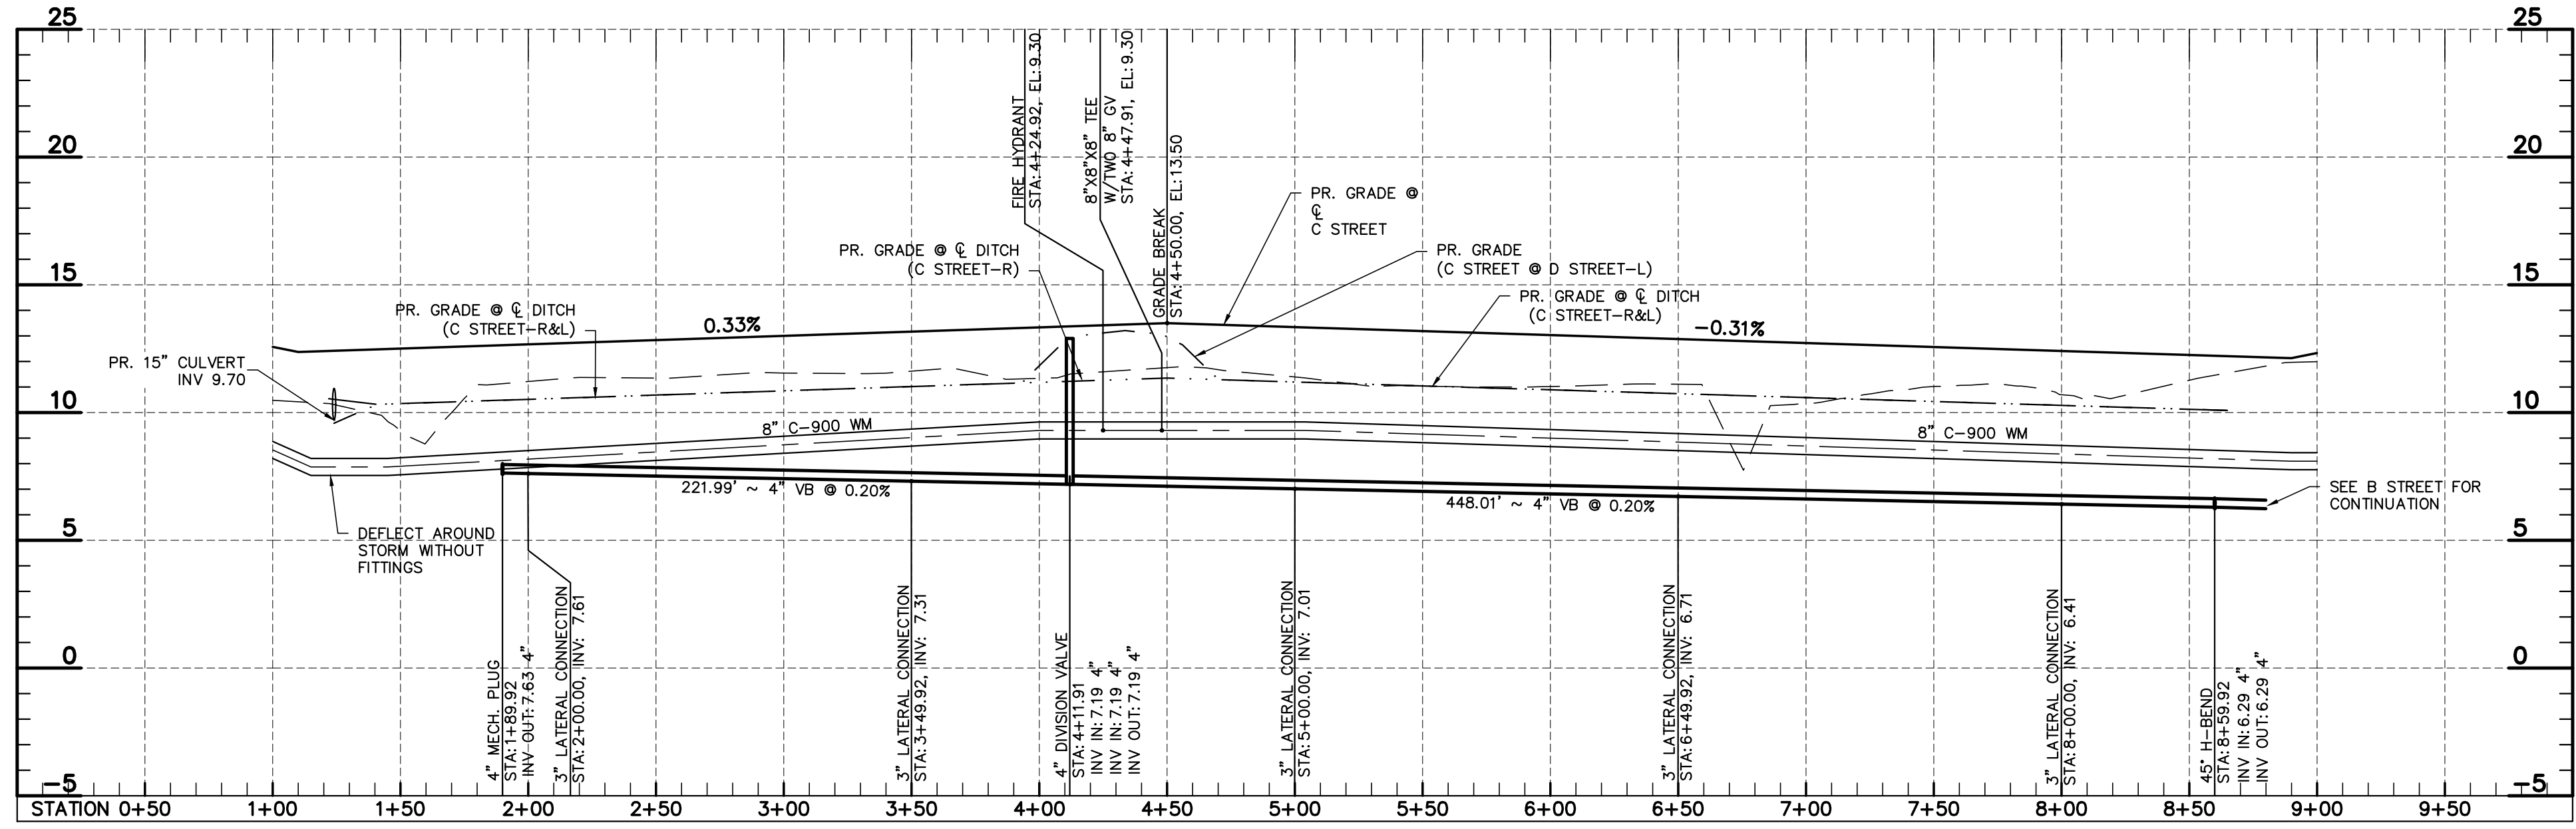 25
25
20
20
15
15
10
10
5
5
0
0
-5
-5
FIRE HYDRANT
STA: 4+24.92, EL: 9.30
8"X8"X8" TEE
W/TWO 8" GV
STA: 4+47.91, EL: 9.30
GRADE BREAK
STA: 4+50.00, EL: 13.50
PR. GRADE @
℄
C STREET
PR. GRADE @ ℄ DITCH
(C STREET-R)
PR. GRADE
(C STREET @ D STREET-L)
PR. GRADE @ ℄ DITCH
(C STREET-R&L)
PR. GRADE @ ℄ DITCH
(C STREET-R&L)
0.33%
-0.31%
PR. 15" CULVERT
INV 9.70
8" C-900 WM
8" C-900 WM
221.99' ~ 4" VB @ 0.20%
448.01' ~ 4" VB @ 0.20%
SEE B STREET FOR
CONTINUATION
DEFLECT AROUND
STORM WITHOUT
FITTINGS
4" MECH. PLUG
STA: 1+89.92
INV OUT: 7.63 4"
3" LATERAL CONNECTION
STA: 2+00.00, INV: 7.61
3" LATERAL CONNECTION
STA: 3+49.92, INV: 7.31
4" DIVISION VALVE
STA: 4+11.91
INV IN: 7.19 4"
INV IN: 7.19 4"
INV OUT: 7.19 4"
3" LATERAL CONNECTION
STA: 5+00.00, INV: 7.01
3" LATERAL CONNECTION
STA: 6+49.92, INV: 6.71
3" LATERAL CONNECTION
STA: 8+00.00, INV: 6.41
45° H-BEND
STA: 8+59.92
INV IN: 6.29 4"
INV OUT: 6.29 4"
STATION 0+50 1+00 1+50 2+00 2+50 3+00 3+50 4+00 4+50 5+00 5+50 6+00 6+50 7+00 7+50 8+00 8+50 9+00 9+50